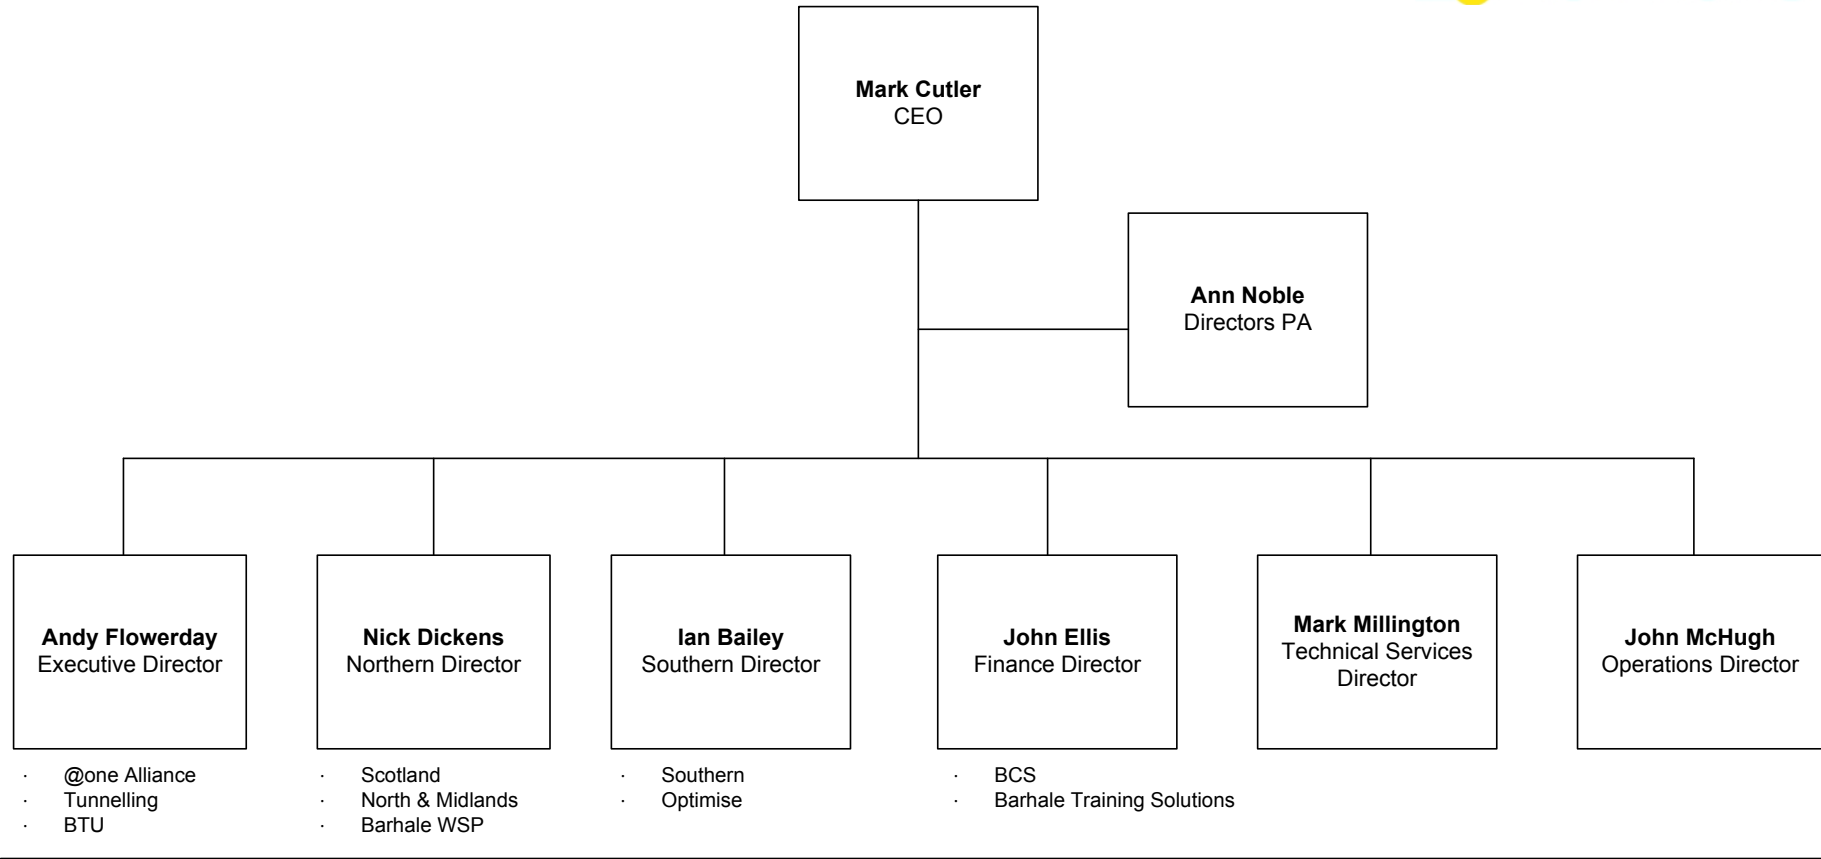 Mark Cutler
CEO
Ann Noble
Directors PA
Andy Flowerday
Executive Director
Nick Dickens
Northern Director
Ian Bailey
Southern Director
John Ellis
Finance Director
Mark Millington
Technical Services
Director
John McHugh
Operations Director
· @one Alliance
· Tunnelling
· BTU
· Scotland
· North & Midlands
· Barhale WSP
· Southern
· Optimise
· BCS
· Barhale Training Solutions